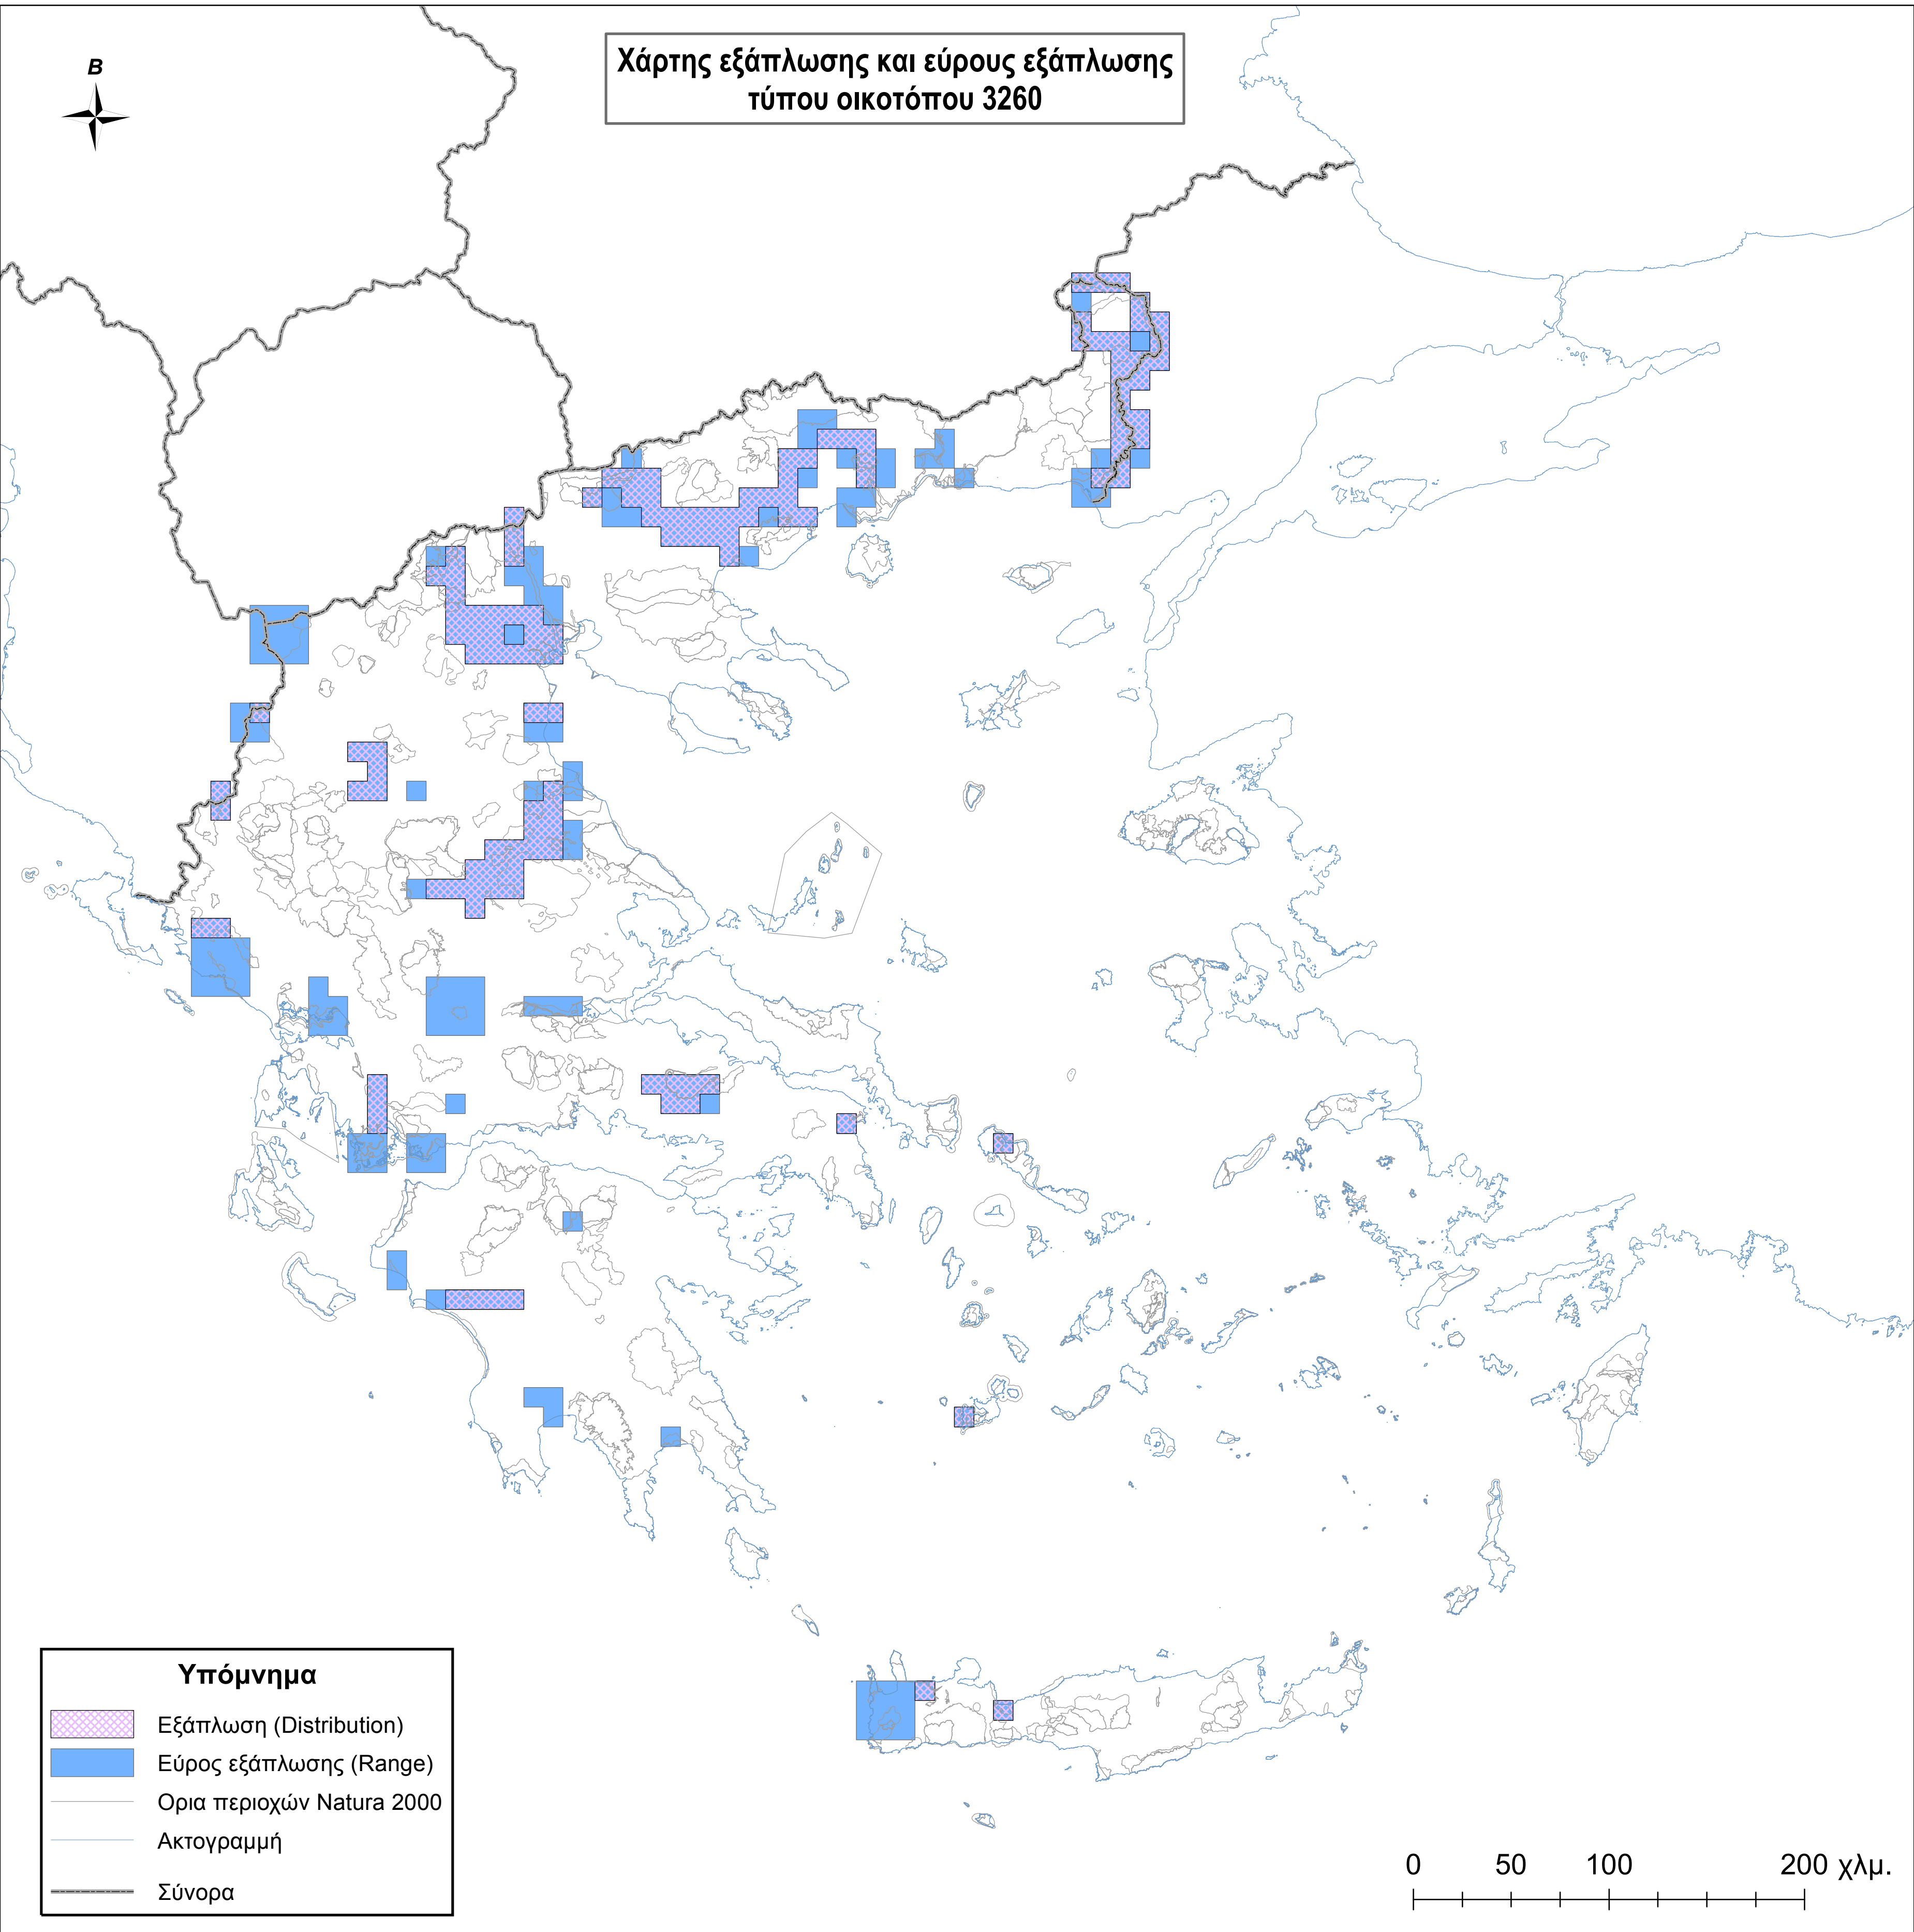 Β
Χάρτης εξάπλωσης και εύρους εξάπλωσης
τύπου οικοτόπου 3260
Υπόμνημα
Εξάπλωση (Distribution)
Εύρος εξάπλωσης (Range)
Ορια περιοχών Natura 2000
Ακτογραμμή
Σύνορα
0 50 100 200 χλμ.